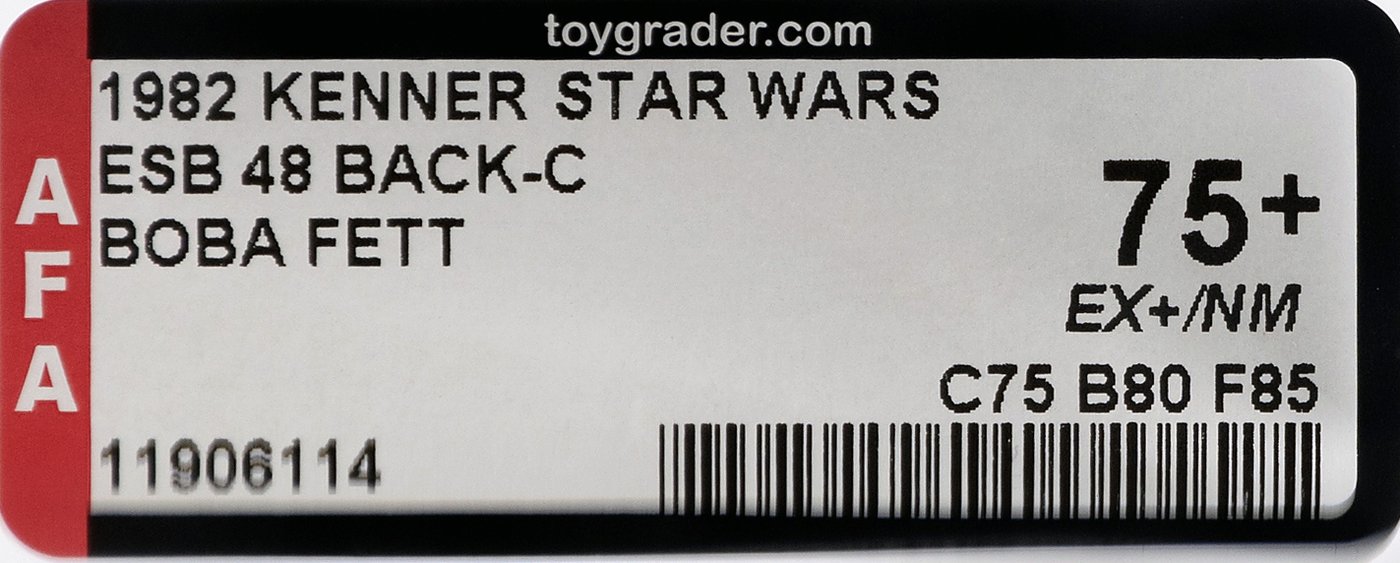 toygrader.com
AFA
1982 KENNER STAR WARS
ESB 48 BACK-C
BOBA FETT
75+
EX+/NM
C75 B80 F85
11906114